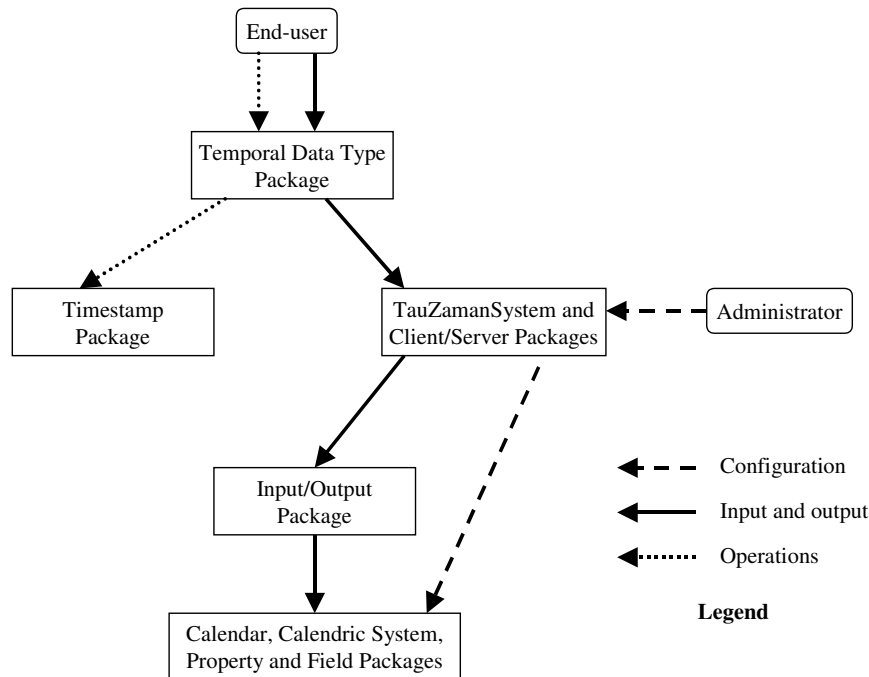 End-user
Temporal Data Type
Package
Timestamp
Package
TauZamanSystem and
Client/Server Packages
Administrator
Input/Output
Package
Configuration
Input and output
Operations
Legend
Calendar, Calendric System,
Property and Field Packages